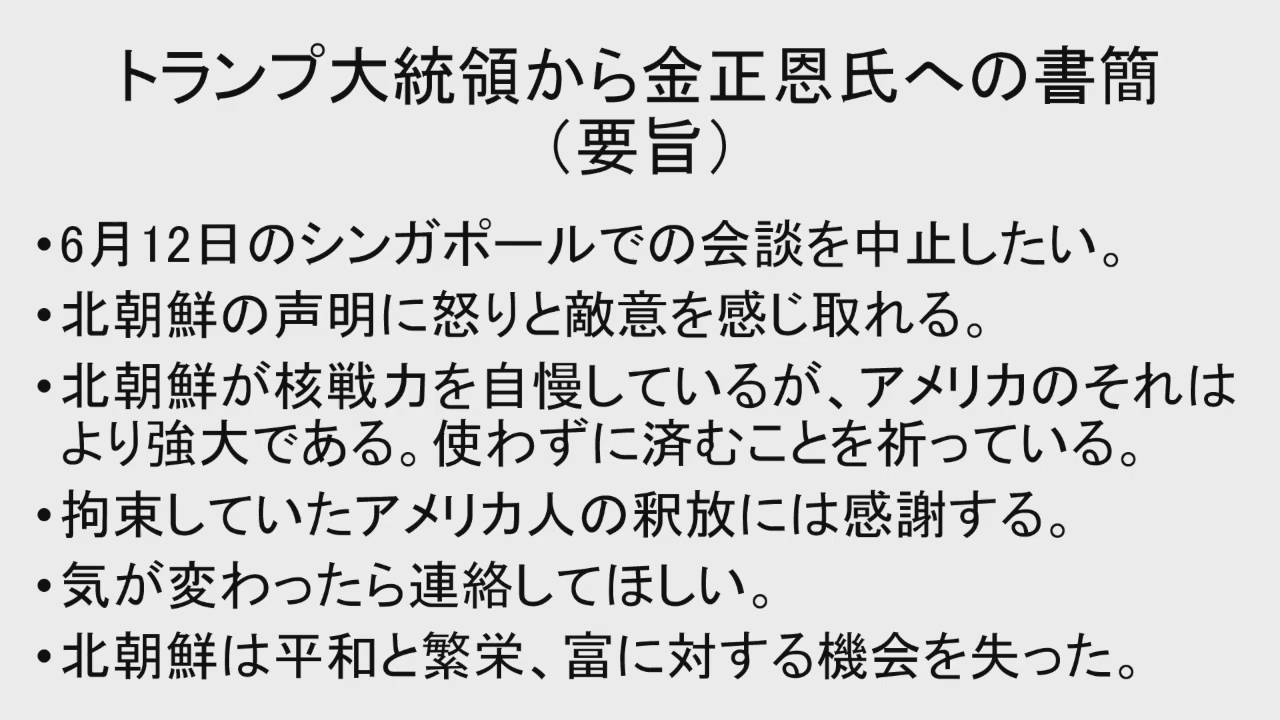 トランプ大統領から金正恩氏への書簡
（要旨）
•6月12日のシンガポールでの会談を中止したい。
•北朝鮮の声明に怒りと敵意を感じ取れる。
•北朝鮮が核戦力を自慢しているが、アメリカのそれは
より強大である。使わずに済むことを祈っている。
•拘束していたアメリカ人の釈放には感謝する。
•気が変わったら連絡してほしい。
•北朝鮮は平和と繁栄、富に対する機会を失った。